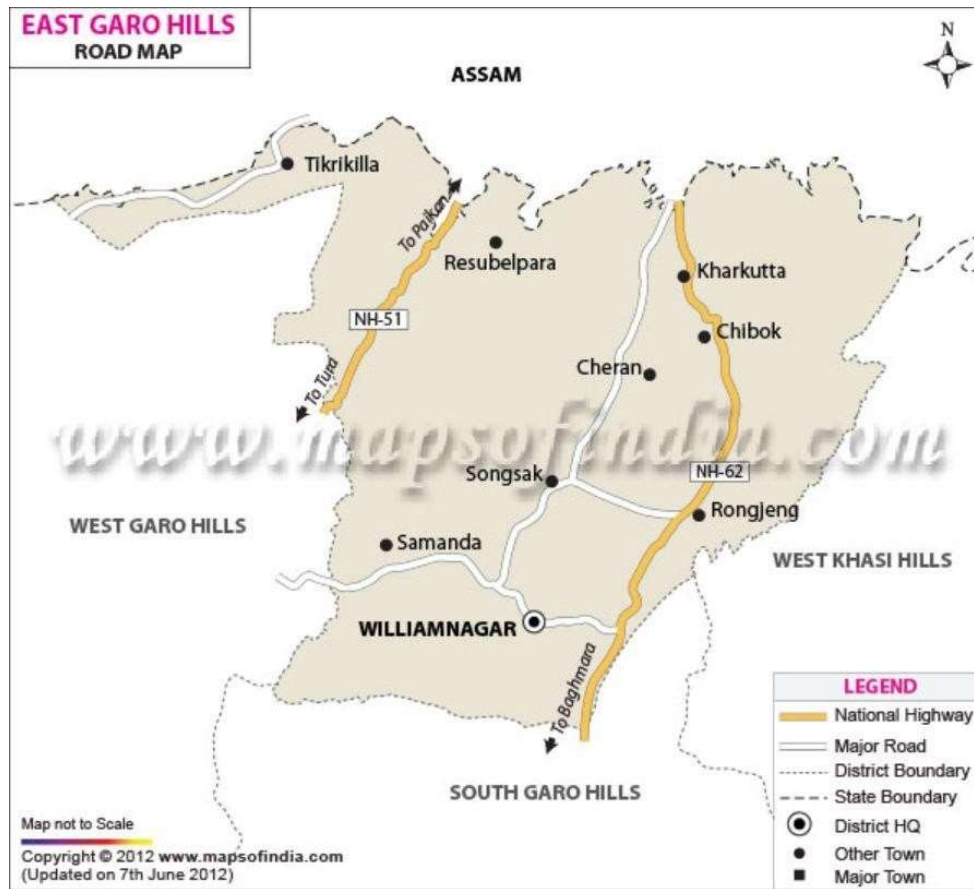 EAST GARO HILLS
ROAD MAP
N
ASSAM
Tikrikilla
To Paikan
Resubelpara
Kharkutta
NH-51
Chibok
Cheran
To Tura
www.mapsofindia.com
Songsak
NH-62
Rongjeng
WEST GARO HILLS
Samanda
WEST KHASI HILLS
WILLIAMNAGAR
To Baghmara
SOUTH GARO HILLS
LEGEND
National Highway
Major Road
District Boundary
State Boundary
District HQ
Other Town
Major Town
Map not to Scale
Copyright © 2012 www.mapsofindia.com
(Updated on 7th June 2012)